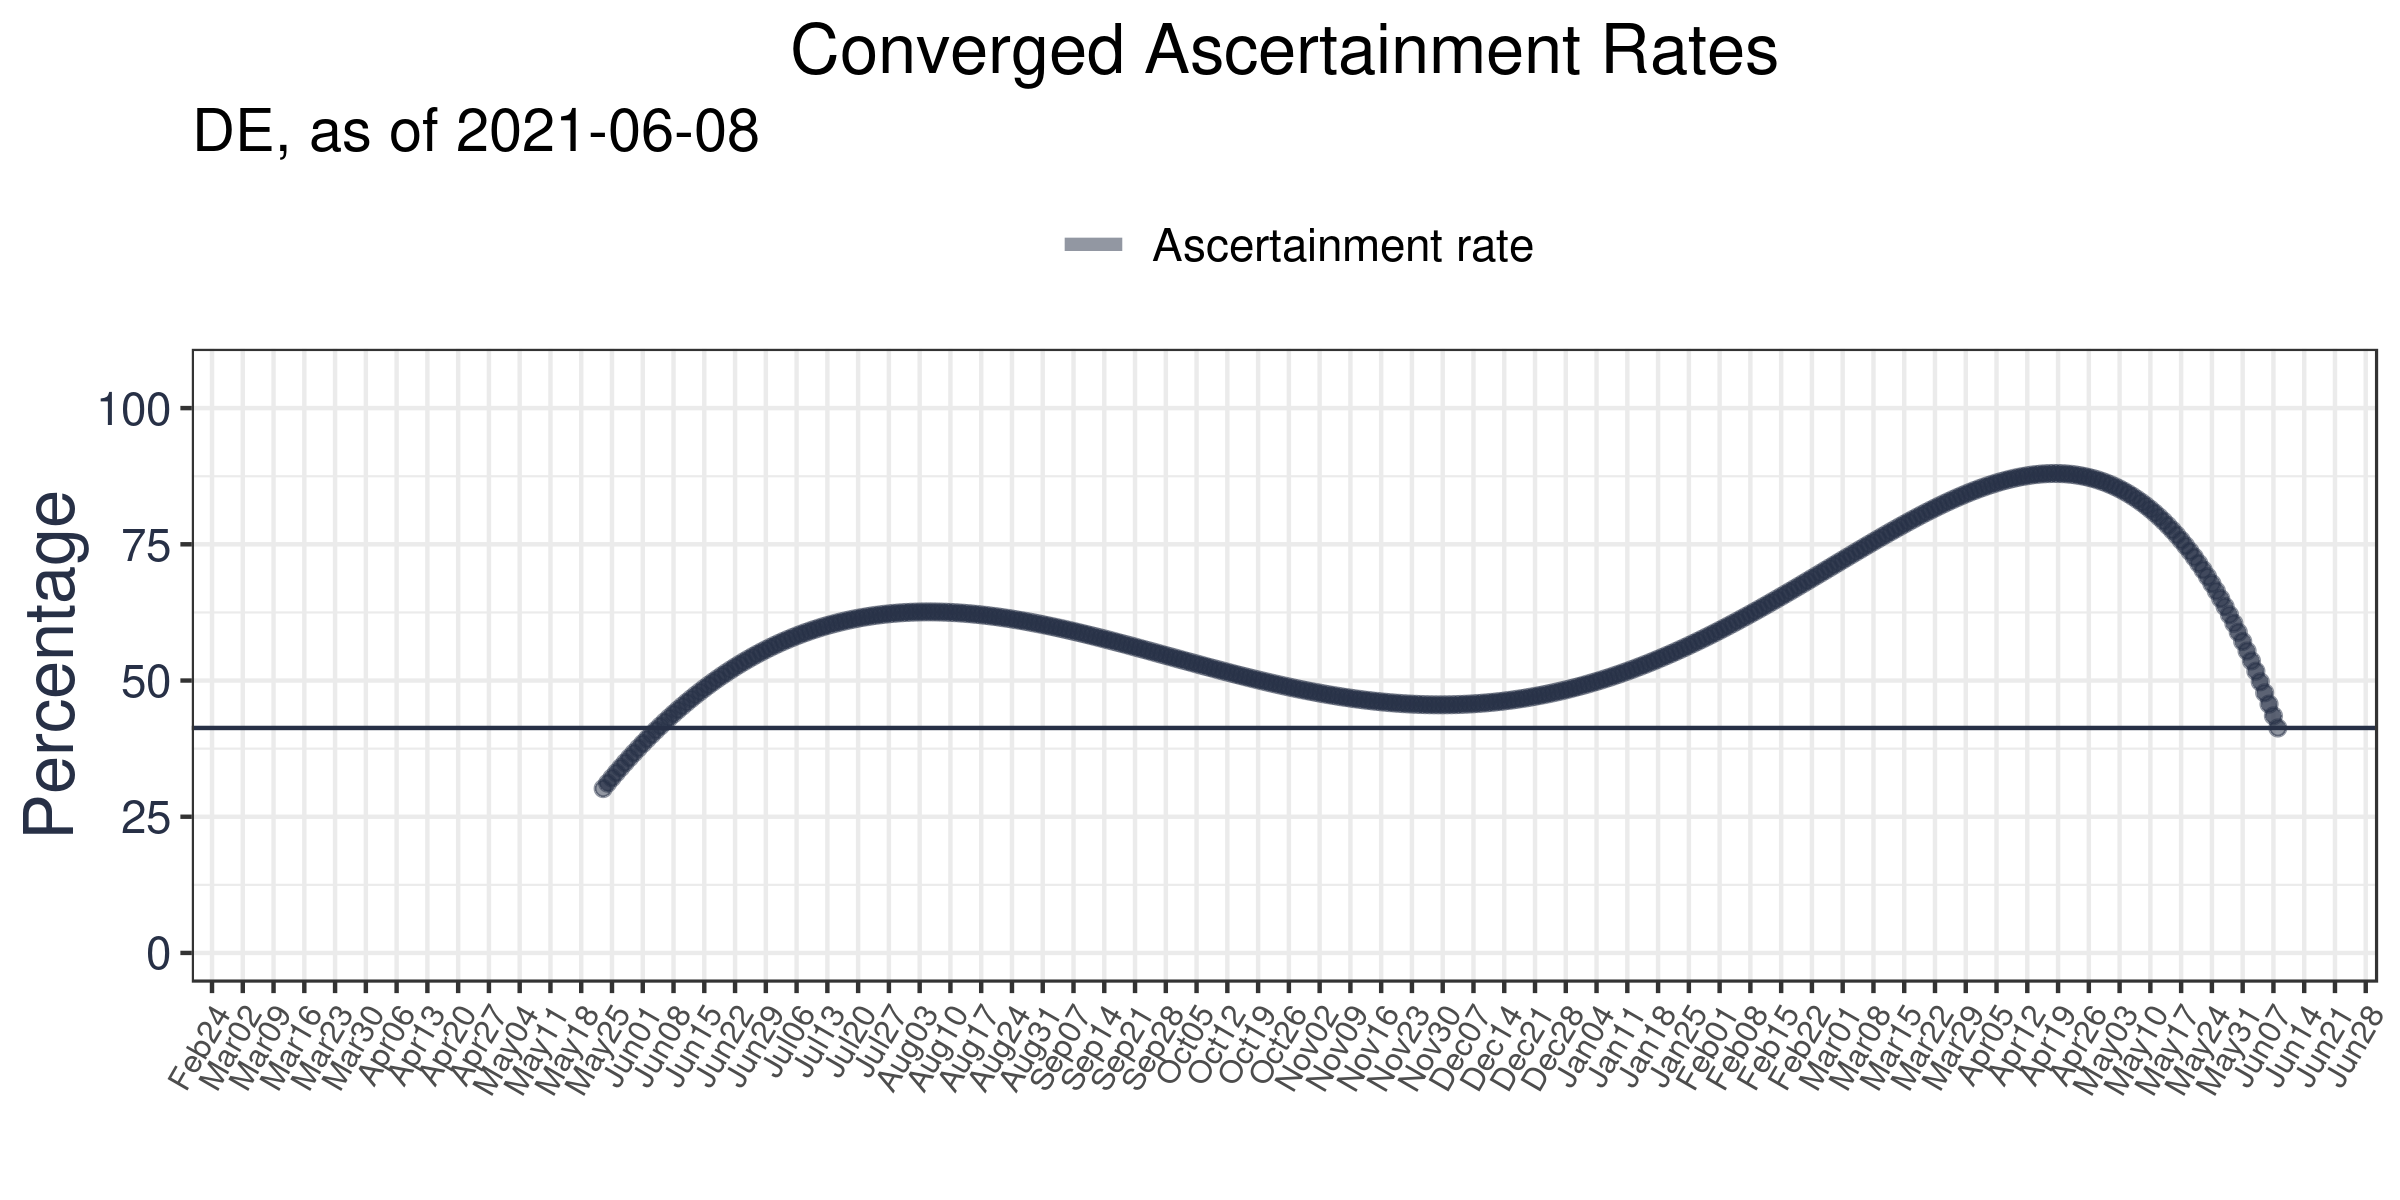 Converged Ascertainment Rates
DE, as of 2021-06-08
Ascertainment rate
Percentage
100
75
50
25
0
Feb24
Mar02
Mar09
Mar16
Mar23
Mar30
Apr06
Apr13
Apr20
Apr27
May04
May11
May18
May25
Jun01
Jun08
Jun15
Jun22
Jun29
Jul06
Jul13
Jul20
Jul27
Aug03
Aug10
Aug17
Aug24
Aug31
Sep07
Sep14
Sep21
Sep28
Oct05
Oct12
Oct19
Oct26
Nov02
Nov09
Nov16
Nov23
Nov30
Dec07
Dec14
Dec21
Dec28
Jan04
Jan11
Jan18
Jan25
Feb01
Feb08
Feb15
Feb22
Mar01
Mar08
Mar15
Mar22
Mar29
Apr05
Apr12
Apr19
Apr26
May03
May10
May17
May24
May31
Jun07
Jun14
Jun21
Jun28